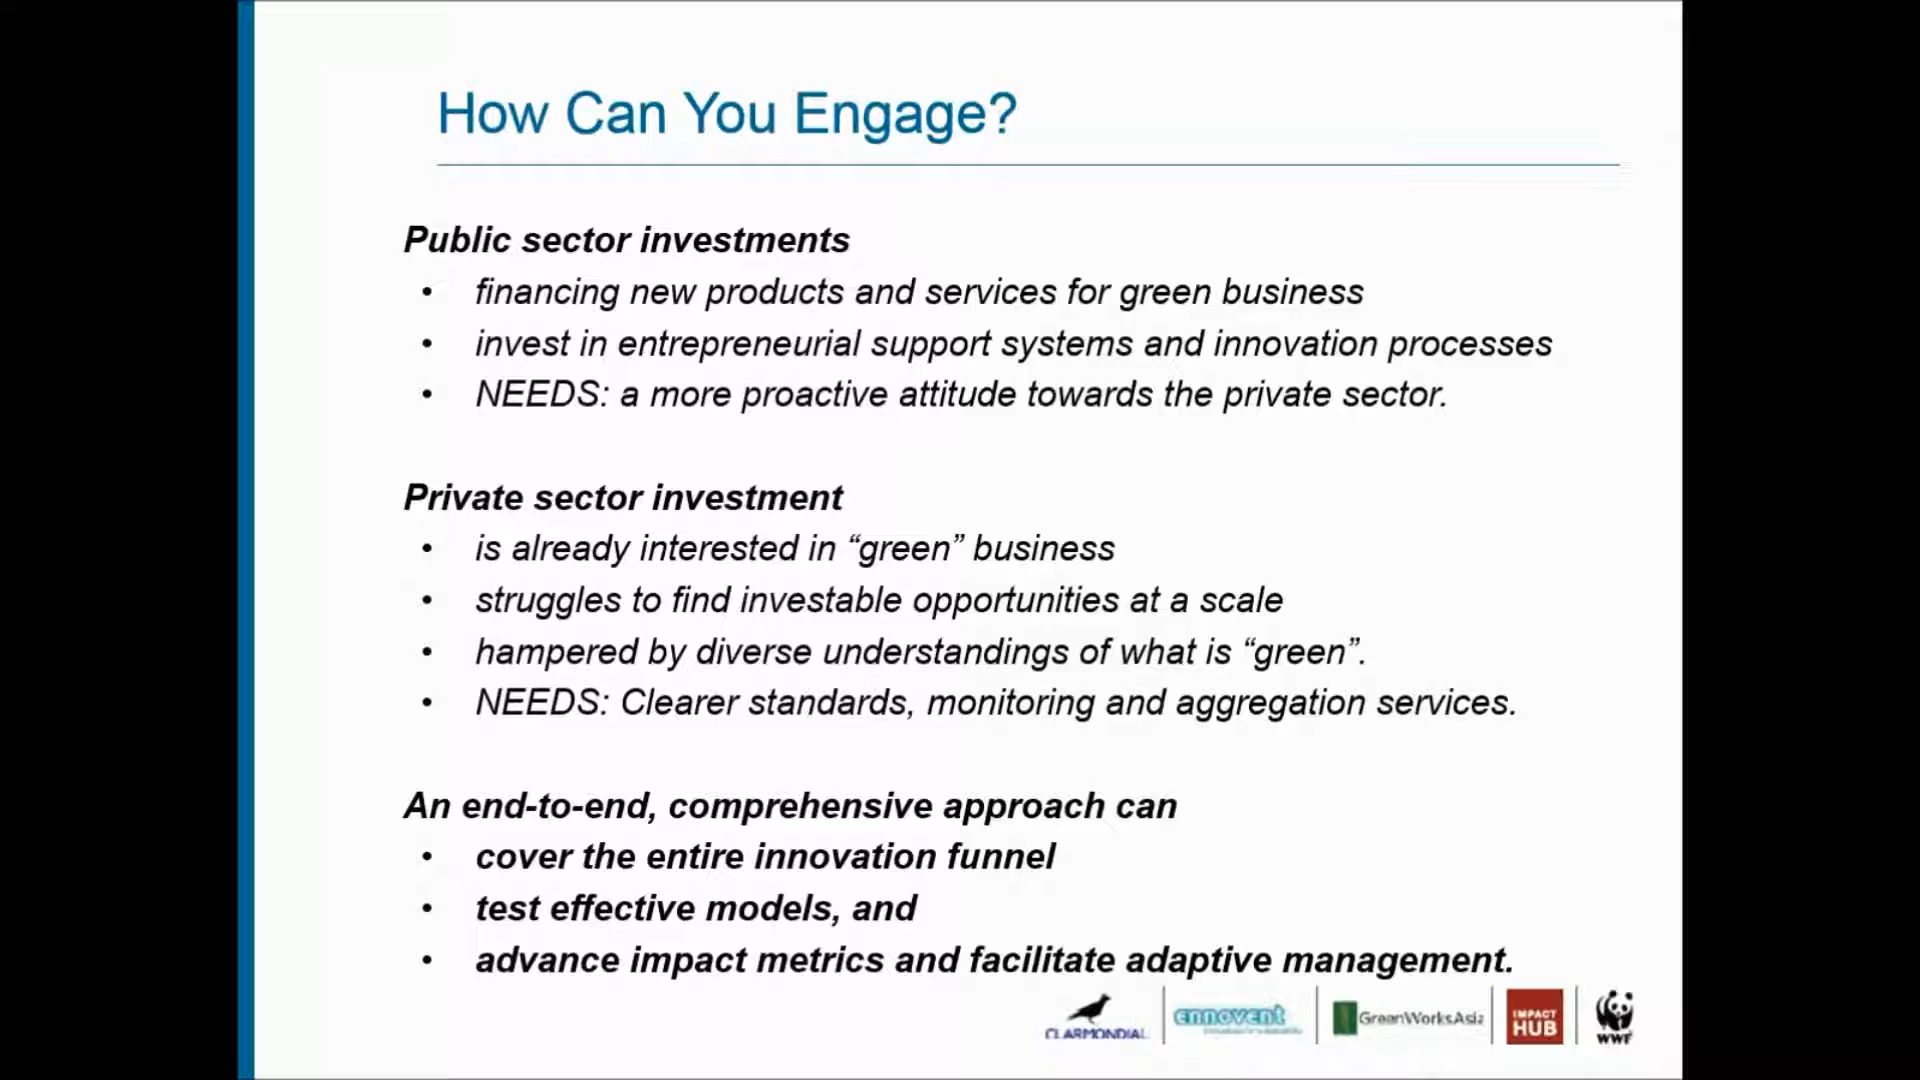 How Can You Engage?
Public sector investments
• financing new products and services for green business
• invest in entrepreneurial support systems and innovation processes
• NEEDS: a more proactive attitude towards the private sector.
Private sector investment
• is already interested in “green” business
• struggles to find investable opportunities at a scale
• hampered by diverse understandings of what is “green”.
• NEEDS: Clearer standards, monitoring and aggregation services.
An end-to-end, comprehensive approach can
• cover the entire innovation funnel
• test effective models, and
• advance impact metrics and facilitate adaptive management.
CLARMONDIAL
ennovent
GreenWorksAsia
IMPACT
HUB
WWF